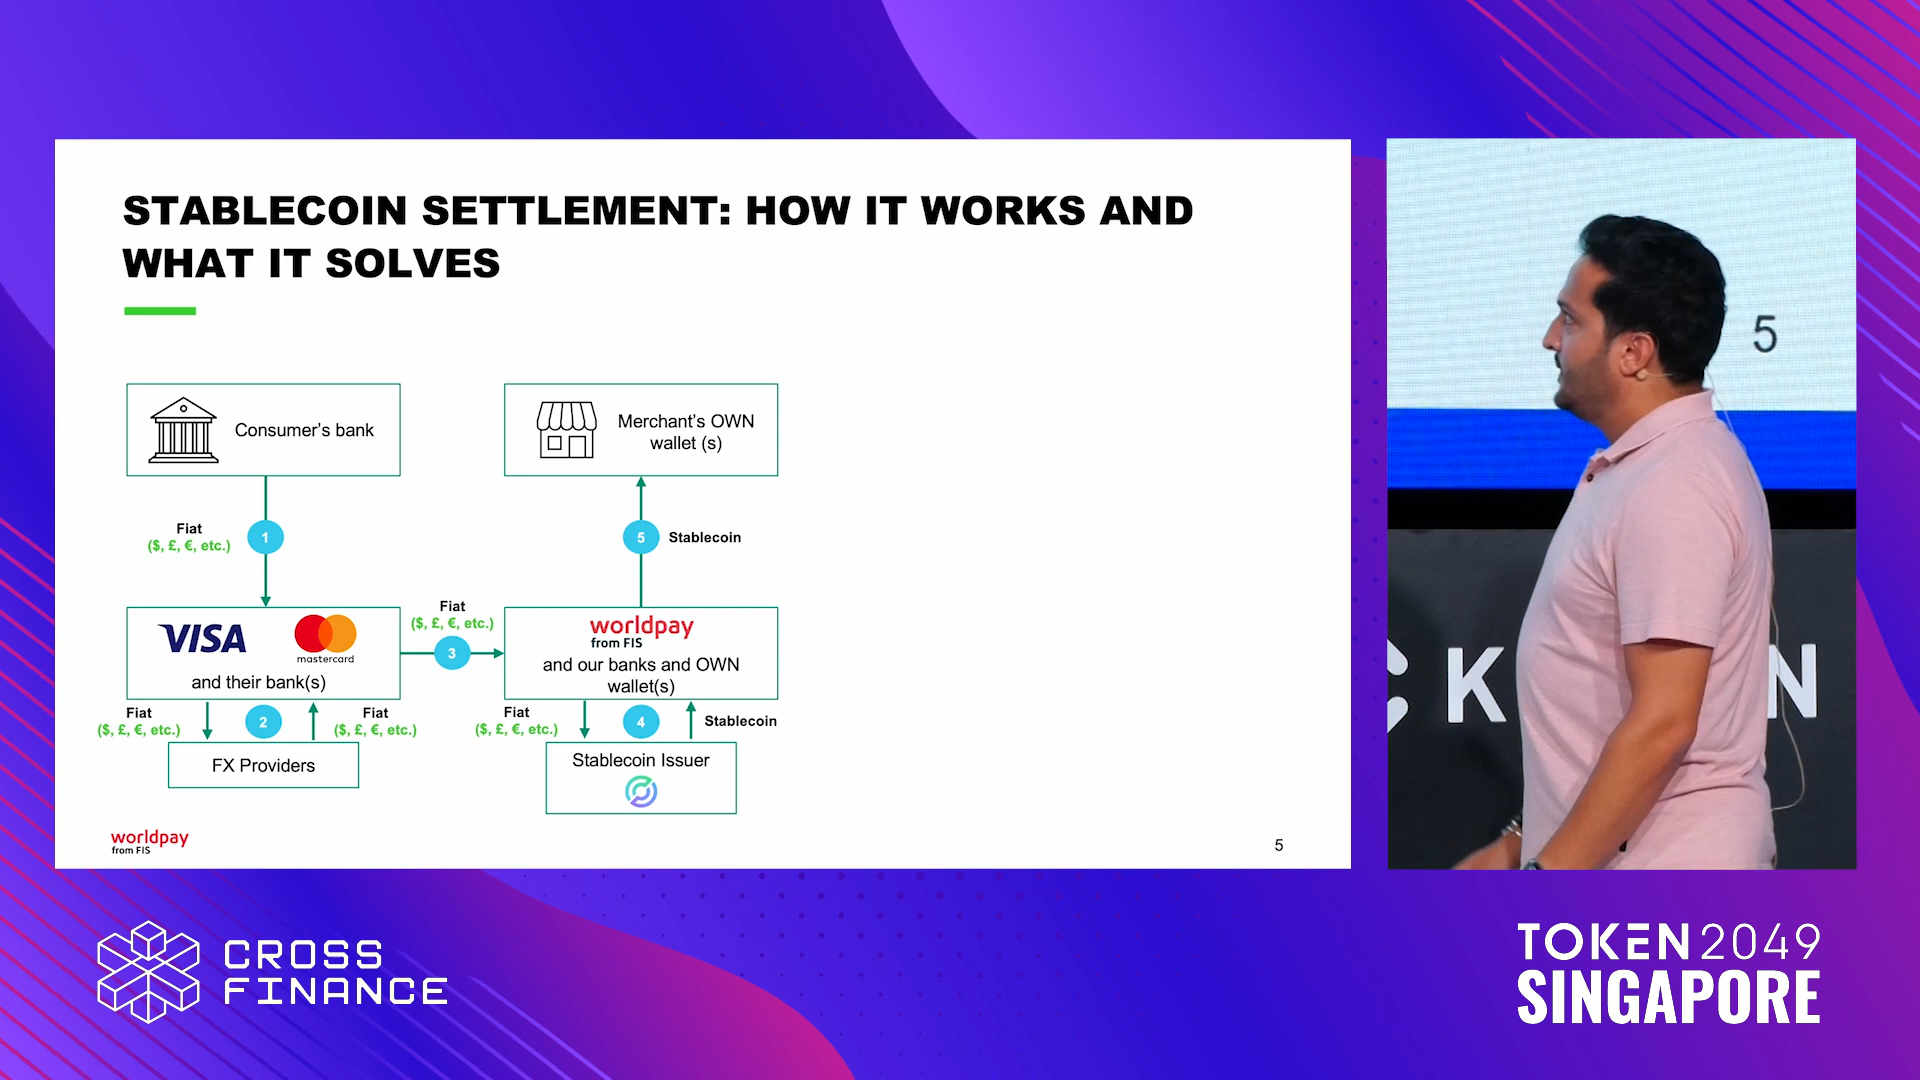 STABLECOIN SETTLEMENT: HOW IT WORKS AND
WHAT IT SOLVES
Consumer's bank
Merchant's OWN
wallet (s)
Fiat
($, £, €, etc.)
1
5
Stablecoin
VISA
mastercard
and their bank(s)
Fiat
($, £, €, etc.)
3
worldpay
from FIS
and our banks and OWN
wallet(s)
Fiat
($, £, €, etc.)
2
Fiat
($, £, €, etc.)
Fiat
($, £, €, etc.)
4
Stablecoin
FX Providers
Stablecoin Issuer
worldpay
from FIS
5
5
K
N
CROSS
FINANCE
TOKEN2049
SINGAPORE